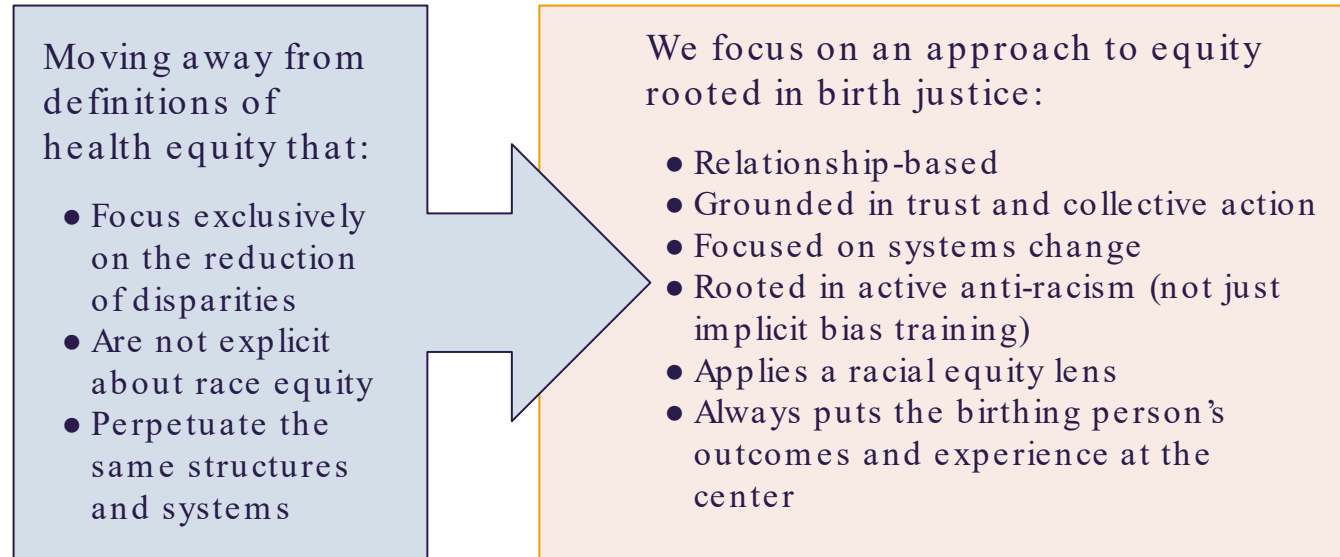 Moving away from
definitions of
health equity that:
● Focus exclusively
on the reduction
of disparities
● Are not explicit
about race equity
● Perpetuate the
same structures
and systems
We focus on an approach to equity
rooted in birth justice:
● Relationship-based
● Grounded in trust and collective action
● Focused on systems change
● Rooted in active anti-racism (not just
implicit bias training)
● Applies a racial equity lens
● Always puts the birthing person’s
outcomes and experience at the
center